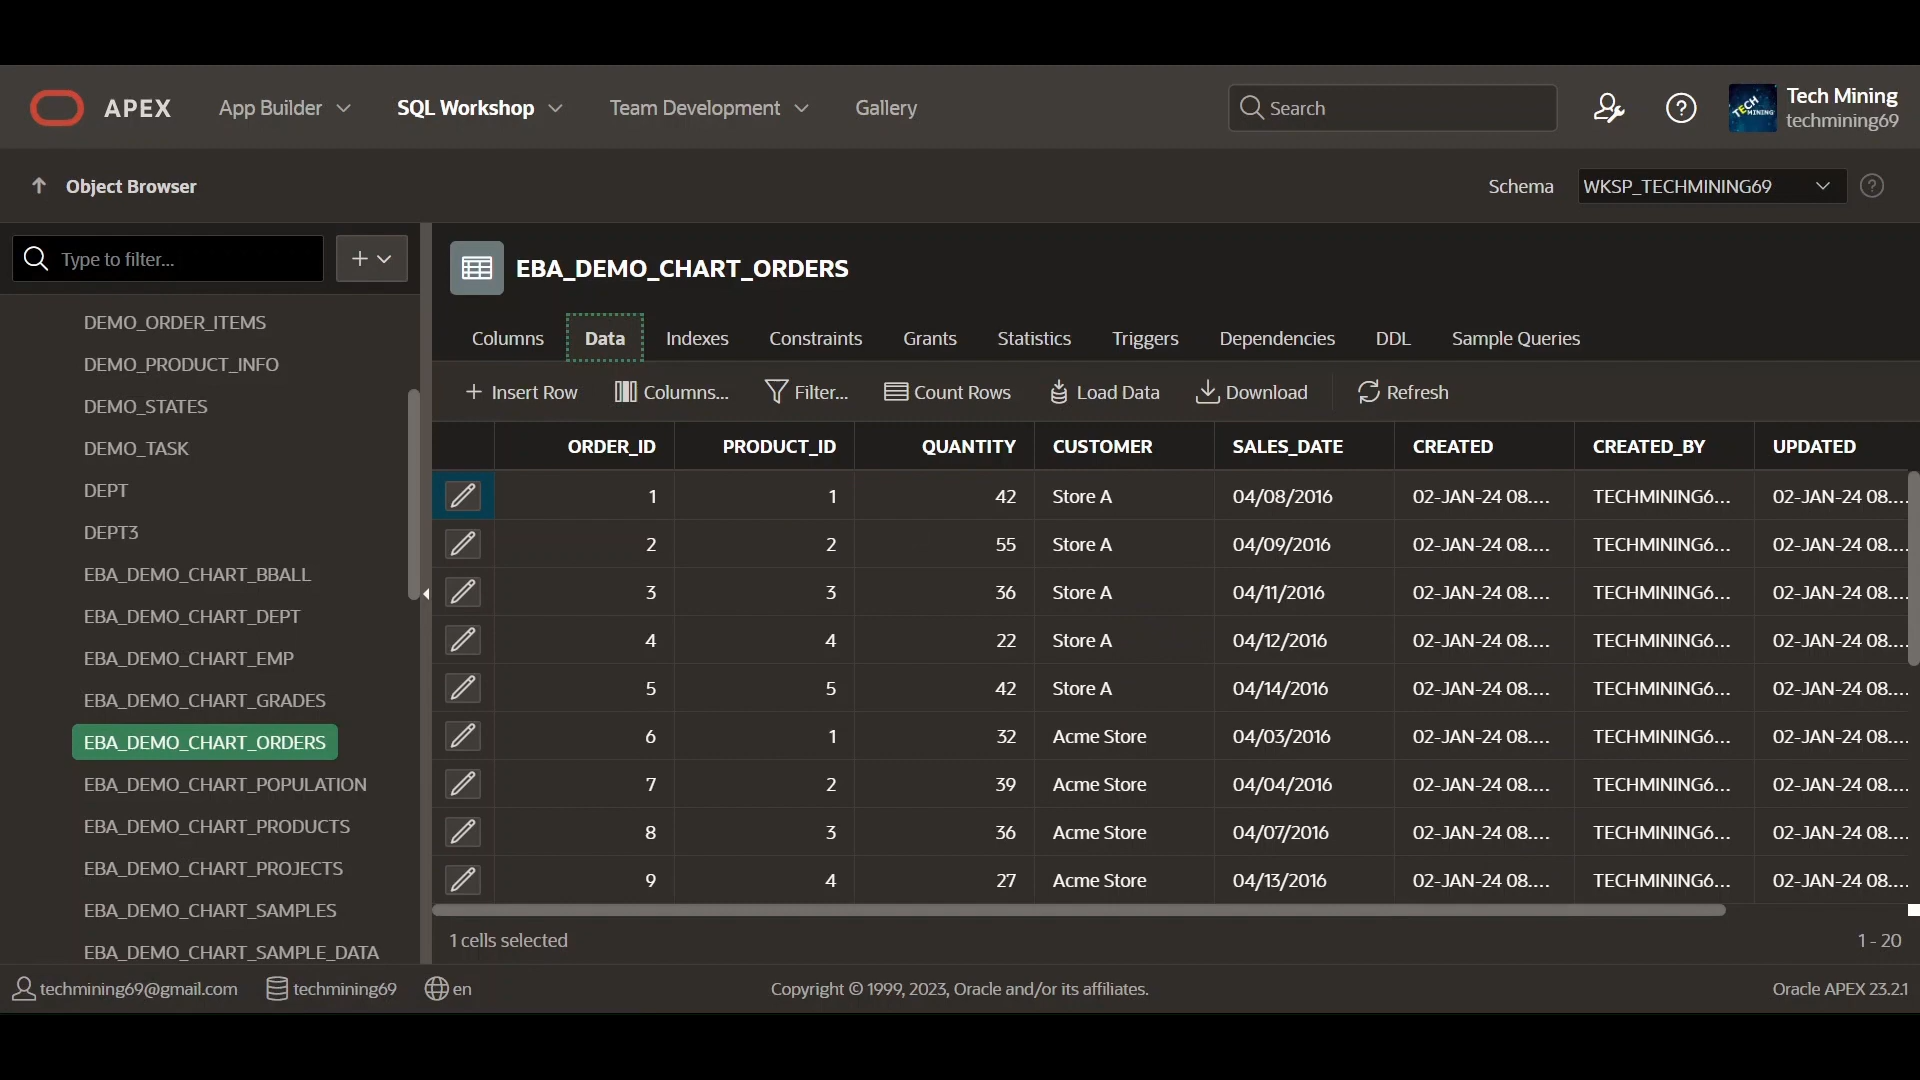 APEX App Builder SQL Workshop Team Development Gallery Search Tech Mining
techmining69
TECH MINING
Object Browser Schema WKSP_TECHMINING69
Type to filter...
DEMO_ORDER_ITEMS
DEMO_PRODUCT_INFO
DEMO_STATES
DEMO_TASK
DEPT
DEPT3
EBA_DEMO_CHART_BBALL
EBA_DEMO_CHART_DEPT
EBA_DEMO_CHART_EMP
EBA_DEMO_CHART_GRADES
EBA_DEMO_CHART_ORDERS
EBA_DEMO_CHART_POPULATION
EBA_DEMO_CHART_PRODUCTS
EBA_DEMO_CHART_PROJECTS
EBA_DEMO_CHART_SAMPLES
EBA_DEMO_CHART_SAMPLE_DATA
EBA_DEMO_CHART_ORDERS
Columns Data Indexes Constraints Grants Statistics Triggers Dependencies DDL Sample Queries
+ Insert Row Columns... Filter... Count Rows Load Data Download Refresh
ORDER_ID PRODUCT_ID QUANTITY CUSTOMER SALES_DATE CREATED CREATED_BY UPDATED
1 1 42 Store A 04/08/2016 02-JAN-24 08.... TECHMINING6... 02-JAN-24 08....
2 2 55 Store A 04/09/2016 02-JAN-24 08.... TECHMINING6... 02-JAN-24 08....
3 3 36 Store A 04/11/2016 02-JAN-24 08.... TECHMINING6... 02-JAN-24 08....
4 4 22 Store A 04/12/2016 02-JAN-24 08.... TECHMINING6... 02-JAN-24 08....
5 5 42 Store A 04/14/2016 02-JAN-24 08.... TECHMINING6... 02-JAN-24 08....
6 1 32 Acme Store 04/03/2016 02-JAN-24 08.... TECHMINING6... 02-JAN-24 08....
7 2 39 Acme Store 04/04/2016 02-JAN-24 08.... TECHMINING6... 02-JAN-24 08....
8 3 36 Acme Store 04/07/2016 02-JAN-24 08.... TECHMINING6... 02-JAN-24 08....
9 4 27 Acme Store 04/13/2016 02-JAN-24 08.... TECHMINING6... 02-JAN-24 08....
1 cells selected 1 - 20
techmining69@gmail.com techmining69 en Copyright © 1999, 2023, Oracle and/or its affiliates. Oracle APEX 23.2.1